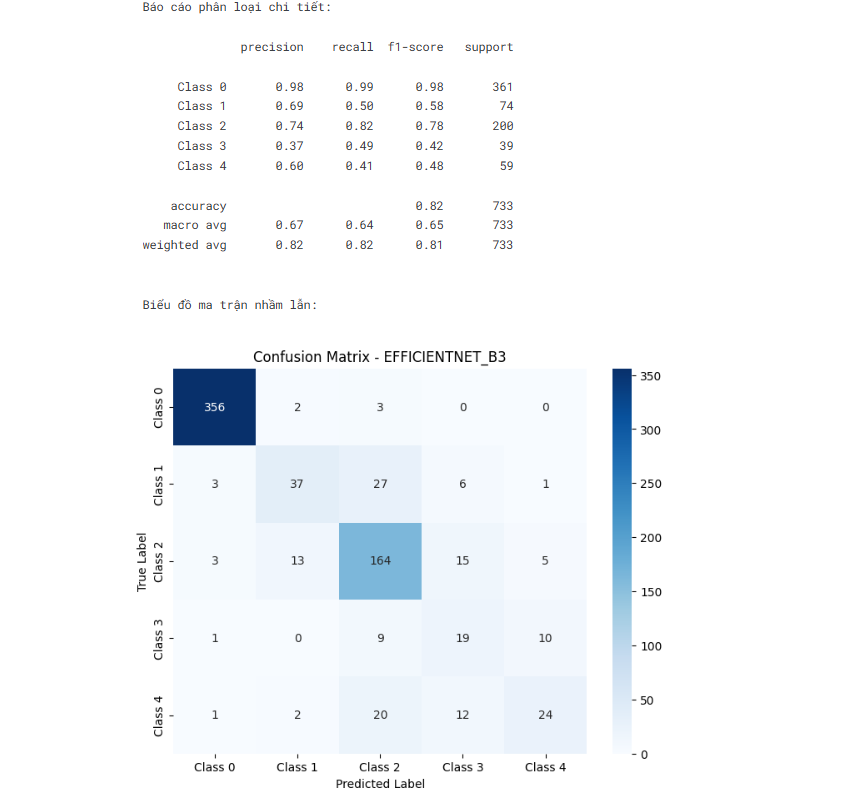 Báo cáo phân loại chi tiết:
precision recall f1-score support
Class 0 0.98 0.99 0.98 361
Class 1 0.69 0.50 0.58 74
Class 2 0.74 0.82 0.78 200
Class 3 0.37 0.49 0.42 39
Class 4 0.60 0.41 0.48 59
accuracy 0.82 733
macro avg 0.67 0.64 0.65 733
weighted avg 0.82 0.82 0.81 733
Biểu đồ ma trận nhầm lẫn:
Confusion Matrix - EFFICIENTNET_B3
Class 0 356 2 3 0 0
Class 1 3 37 27 6 1
Class 2 3 13 164 15 5
Class 3 1 0 9 19 10
Class 4 1 2 20 12 24
True Label
Class 0 Class 1 Class 2 Class 3 Class 4
Predicted Label
350
300
250
200
150
100
50
0